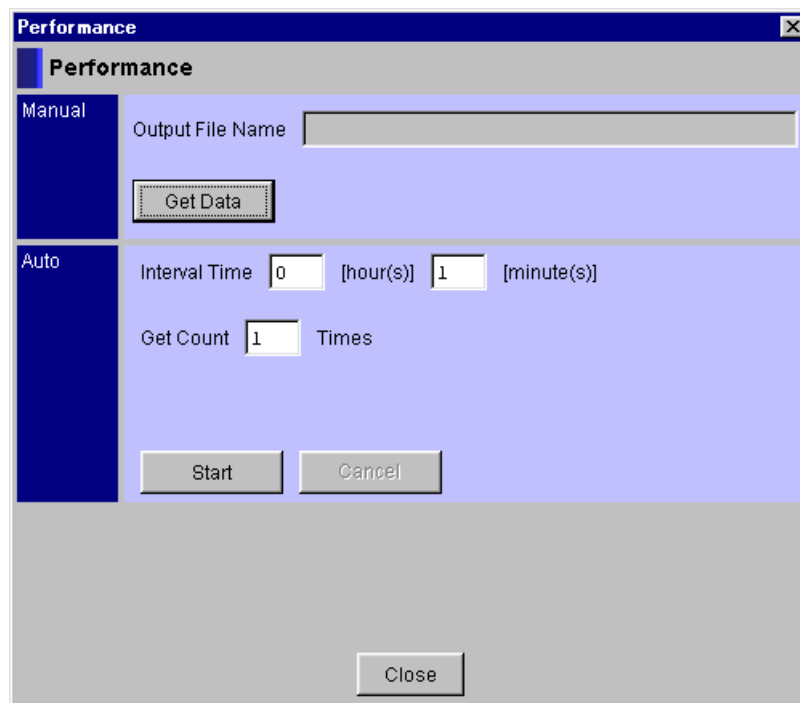 Performance
Performance
Manual
Output File Name
Get Data
Auto
Interval Time 0 [hour(s)] 1 [minute(s)]
Get Count 1 Times
Start Cancel
Close